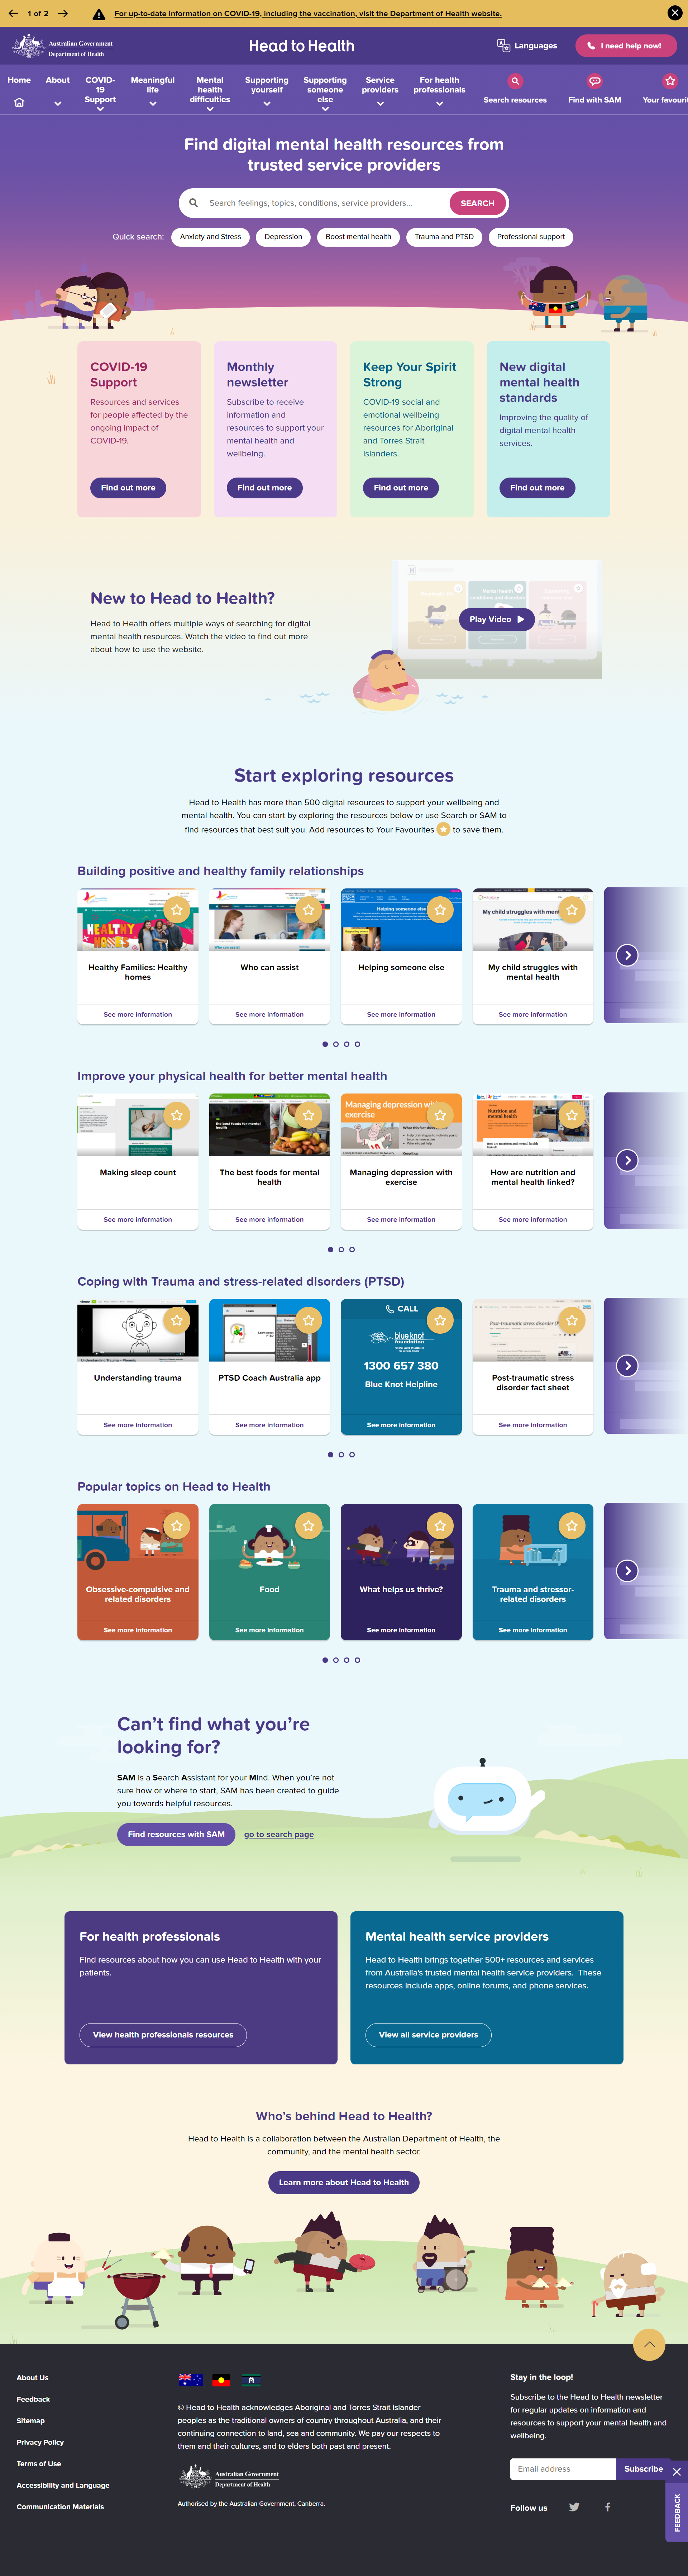 1 of 2
For up-to-date information on COVID-19, including the vaccination, visit the Department of Health website.
Australian Government
Department of Health
Head to Health
Languages
I need help now!
Home
About
COVID-
19
Support
Meaningful
life
Mental
health
difficulties
Supporting
yourself
Supporting
someone
else
Service
providers
For health
professionals
Search resources
Find with SAM
Your favourit
Find digital mental health resources from
trusted service providers
Search feelings, topics, conditions, service providers...
SEARCH
Quick search:
Anxiety and Stress
Depression
Boost mental health
Trauma and PTSD
Professional support
COVID-19
Support
Resources and services
for people affected by the
ongoing impact of
COVID-19.
Find out more
Monthly
newsletter
Subscribe to receive
information and
resources to support your
mental health and
wellbeing.
Find out more
Keep Your Spirit
Strong
COVID-19 social and
emotional wellbeing
resources for Aboriginal
and Torres Strait
Islanders.
Find out more
New digital
mental health
standards
Improving the quality of
digital mental health
services.
Find out more
New to Head to Health?
Head to Health offers multiple ways of searching for digital
mental health resources. Watch the video to find out more
about how to use the website.
Play Video
Start exploring resources
Head to Health has more than 500 digital resources to support your wellbeing and
mental health. You can start by exploring the resources below or use Search or SAM to
find resources that best suit you. Add resources to Your Favourites to save them.
Building positive and healthy family relationships
HEALTHY
Healthy Families: Healthy
homes
See more information
Who can assist
See more information
Helping someone else
Helping someone else
See more information
My child struggles with men
My child struggles with
mental health
See more information
Improve your physical health for better mental health
Making sleep count
See more information
The best foods for mental
health
See more information
Managing depression wi
exercise
Managing depression with
exercise
See more information
Nutrition and
mental health
How are nutrition and
mental health linked?
See more information
Coping with Trauma and stress-related disorders (PTSD)
Understanding trauma
See more information
PTSD Coach Australia app
See more information
CALL
blue knot
foundation
1300 657 380
Blue Knot Helpline
See more information
Post-traumatic stress disorder (P
Post-traumatic stress
disorder fact sheet
See more information
Popular topics on Head to Health
Obsessive-compulsive and
related disorders
See more information
Food
See more information
What helps us thrive?
See more information
Trauma and stressor-
related disorders
See more information
Can't find what you're
looking for?
SAM is a Search Assistant for your Mind. When you're not
sure how or where to start, SAM has been created to guide
you towards helpful resources.
Find resources with SAM
go to search page
For health professionals
Find resources about how you can use Head to Health with your
patients.
View health professionals resources
Mental health service providers
Head to Health brings together 500+ resources and services
from Australia's trusted mental health service providers. These
resources include apps, online forums, and phone services.
View all service providers
Who's behind Head to Health?
Head to Health is a collaboration between the Australian Department of Health, the
community, and the mental health sector.
Learn more about Head to Health
About Us
Feedback
Sitemap
Privacy Policy
Terms of Use
Accessibility and Language
Communication Materials
© Head to Health acknowledges Aboriginal and Torres Strait Islander
peoples as the traditional owners of country throughout Australia, and their
continuing connection to land, sea and community. We pay our respects to
them and their cultures, and to elders both past and present.
Australian Government
Department of Health
Authorised by the Australian Government, Canberra.
Stay in the loop!
Subscribe to the Head to Health newsletter
for regular updates on information and
resources to support your mental health and
wellbeing.
Email address
Subscribe
Follow us
FEEDBACK